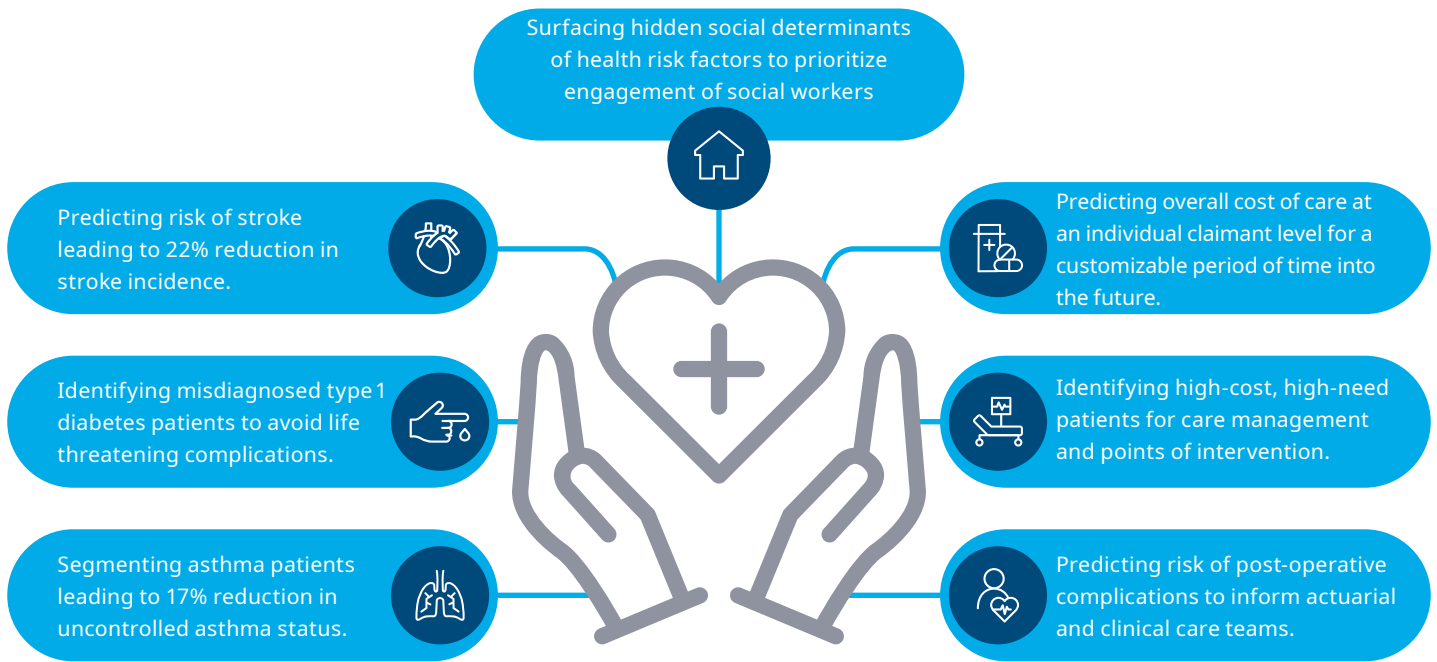 Surfacing hidden social determinants
of health risk factors to prioritize
engagement of social workers
Predicting risk of stroke
leading to 22% reduction in
stroke incidence.
Identifying misdiagnosed type 1
diabetes patients to avoid life
threatening complications.
Segmenting asthma patients
leading to 17% reduction in
uncontrolled asthma status.
Predicting overall cost of care at
an individual claimant level for a
customizable period of time into
the future.
Identifying high-cost, high-need
patients for care management
and points of intervention.
Predicting risk of post-operative
complications to inform actuarial
and clinical care teams.